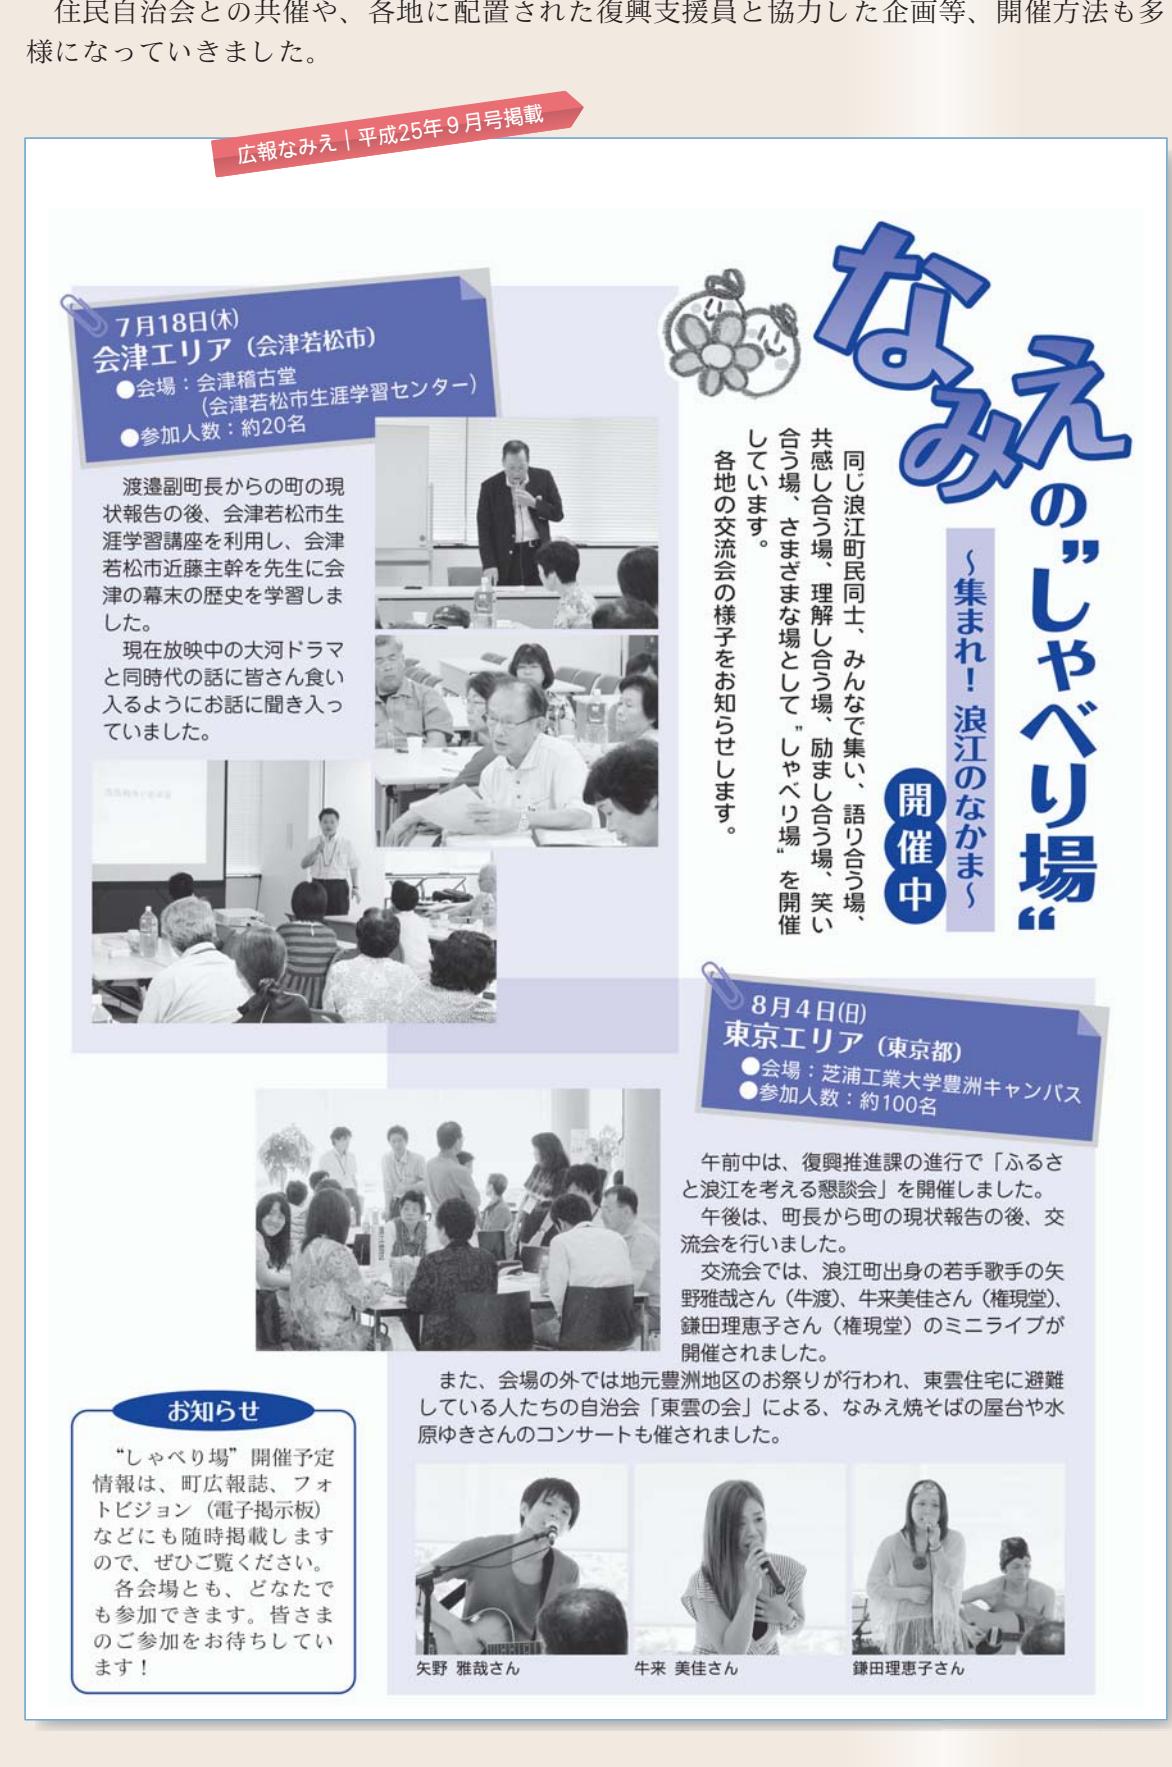 住民自治会との共催や、各地に配置された復興支援員と協力した企画等、開催方法も多
様になっていきました。
広報なみえ｜平成25年9月号掲載
なみえの”しゃべり場“
～集まれ！浪江のなかま～
開催中
同じ浪江町民同士、みんなで集い、語り合う場、
共感し合う場、理解し合う場、励まし合う場、笑い
合う場、さまざまな場として”しゃべり場“を開催
しています。
各地の交流会の様子をお知らせします。
7月18日(木)
会津エリア（会津若松市）
●会場：会津稽古堂
(会津若松市生涯学習センター)
●参加人数：約20名
渡邉副町長からの町の現
状報告の後、会津若松市生
涯学習講座を利用し、会津
若松市近藤主幹を先生に会
津の幕末の歴史を学習しま
した。
現在放映中の大河ドラマ
と同時代の話に皆さん食い
入るようにお話に聞き入っ
ていました。
8月4日(日)
東京エリア（東京都）
●会場：芝浦工業大学豊洲キャンパス
●参加人数：約100名
午前中は、復興推進課の進行で「ふるさ
と浪江を考える懇談会」を開催しました。
午後は、町長から町の現状報告の後、交
流会を行いました。
交流会では、浪江町出身の若手歌手の矢
野雅哉さん（牛渡）、牛来美佳さん（権現堂）、
鎌田理恵子さん（権現堂）のミニライブが
開催されました。
また、会場の外では地元豊洲地区のお祭りが行われ、東雲住宅に避難
している人たちの自治会「東雲の会」による、なみえ焼そばの屋台や水
原ゆきさんのコンサートも催されました。
矢野 雅哉さん
牛来 美佳さん
鎌田理恵子さん
お知らせ
“しゃべり場”開催予定
情報は、町広報誌、フォ
トビジョン（電子掲示板）
などにも随時掲載します
ので、ぜひご覧ください。
各会場とも、どなたで
も参加できます。皆さま
のご参加をお待ちしてい
ます！